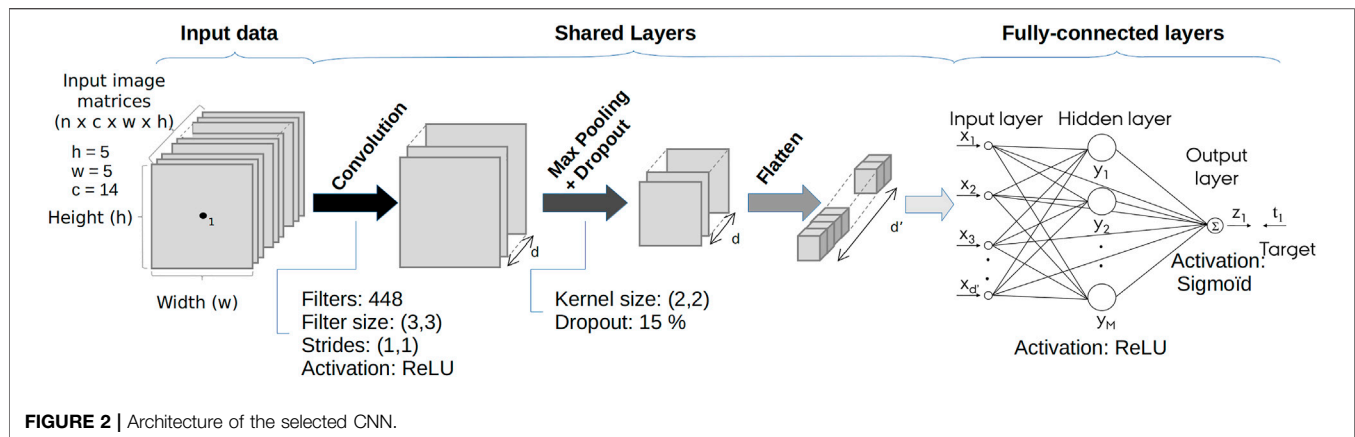 Input data
Shared Layers
Fully-connected layers
Input image
matrices
(n x c x w x h)
h = 5
w = 5
c = 14
Height (h)
1
Width (w)
Convolution
d
Filters: 448
Filter size: (3,3)
Strides: (1,1)
Activation: ReLU
Max Pooling
+ Dropout
d
Kernel size: (2,2)
Dropout: 15 %
Flatten
d'
Input layer
Hidden layer
x1
x2
x3
xd'
y1
y2
yM
Activation: ReLU
Output
layer
Σ
z1
t1
Target
Activation:
Sigmoïd
FIGURE 2 | Architecture of the selected CNN.